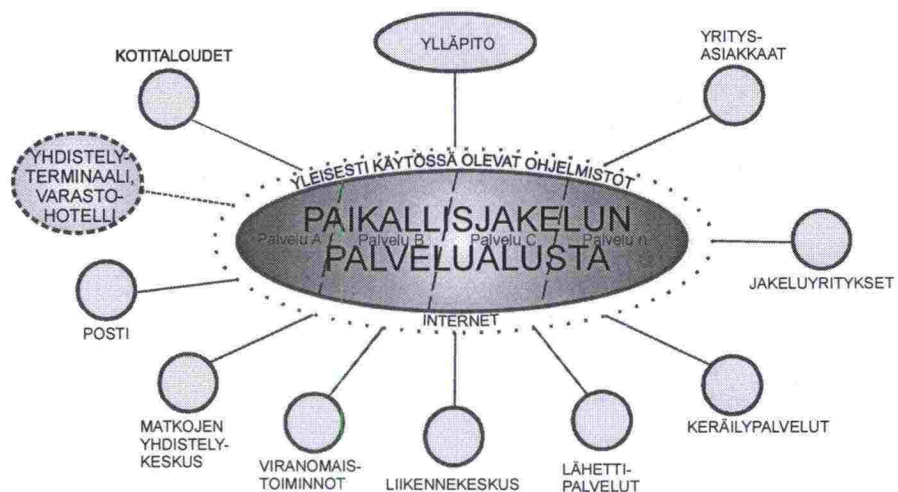 YLLÄPITO
YRITYS-
ASIAKKAAT
KOTITALOUDET
YHDISTELY-
TERMINAALI,
VARASTO-
HOTELLI
YLEISESTI KÄYTÖSSÄ OLEVAT OHJELMISTOT
PAIKALLISJAKELUN
Palvelu A Palvelu B Palvelu C Palvelu n
PALVELUALUSTA
INTERNET
JAKELUYRITYKSET
POSTI
KERÄILYPALVELUT
MATKOJEN
YHDISTELY-
KESKUS
VIRANOMAIS-
TOIMINNOT
LIIKENNEKESKUS
LÄHETTI-
PALVELUT